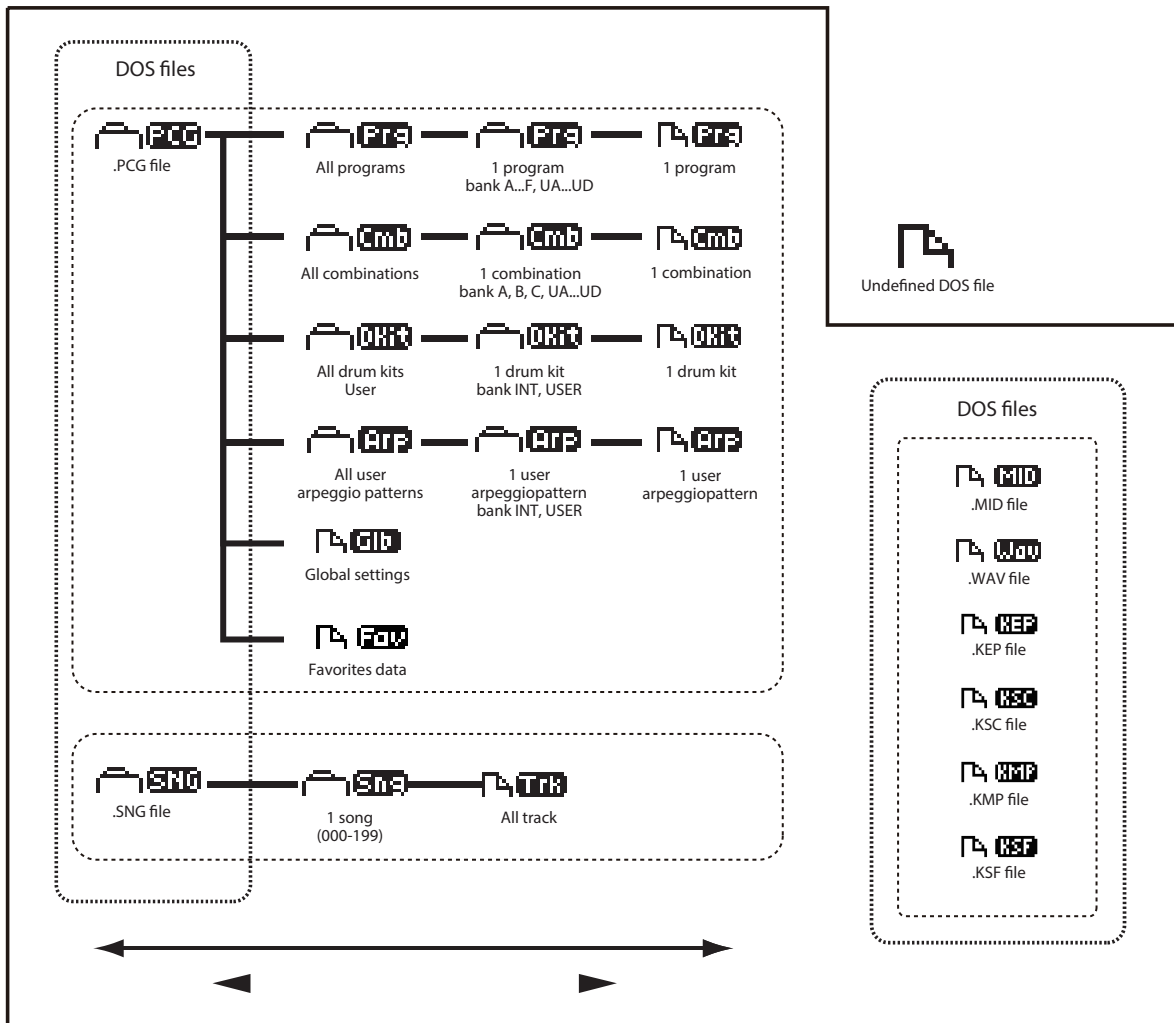 DOS files
PCG
.PCG file
Prg
All programs
Prg
1 program
bank A...F, UA...UD
Prg
1 program
Cmb
All combinations
Cmb
1 combination
bank A, B, C, UA...UD
Cmb
1 combination
DKit
All drum kits
User
DKit
1 drum kit
bank INT, USER
DKit
1 drum kit
Arp
All user
arpeggio patterns
Arp
1 user
arpeggiopattern
bank INT, USER
Arp
1 user
arpeggiopattern
Glb
Global settings
Fav
Favorites data
SNG
.SNG file
Sng
1 song
(000-199)
Trk
All track
Undefined DOS file
DOS files
MID
.MID file
Wav
.WAV file
KEP
.KEP file
KSC
.KSC file
KMP
.KMP file
KSF
.KSF file